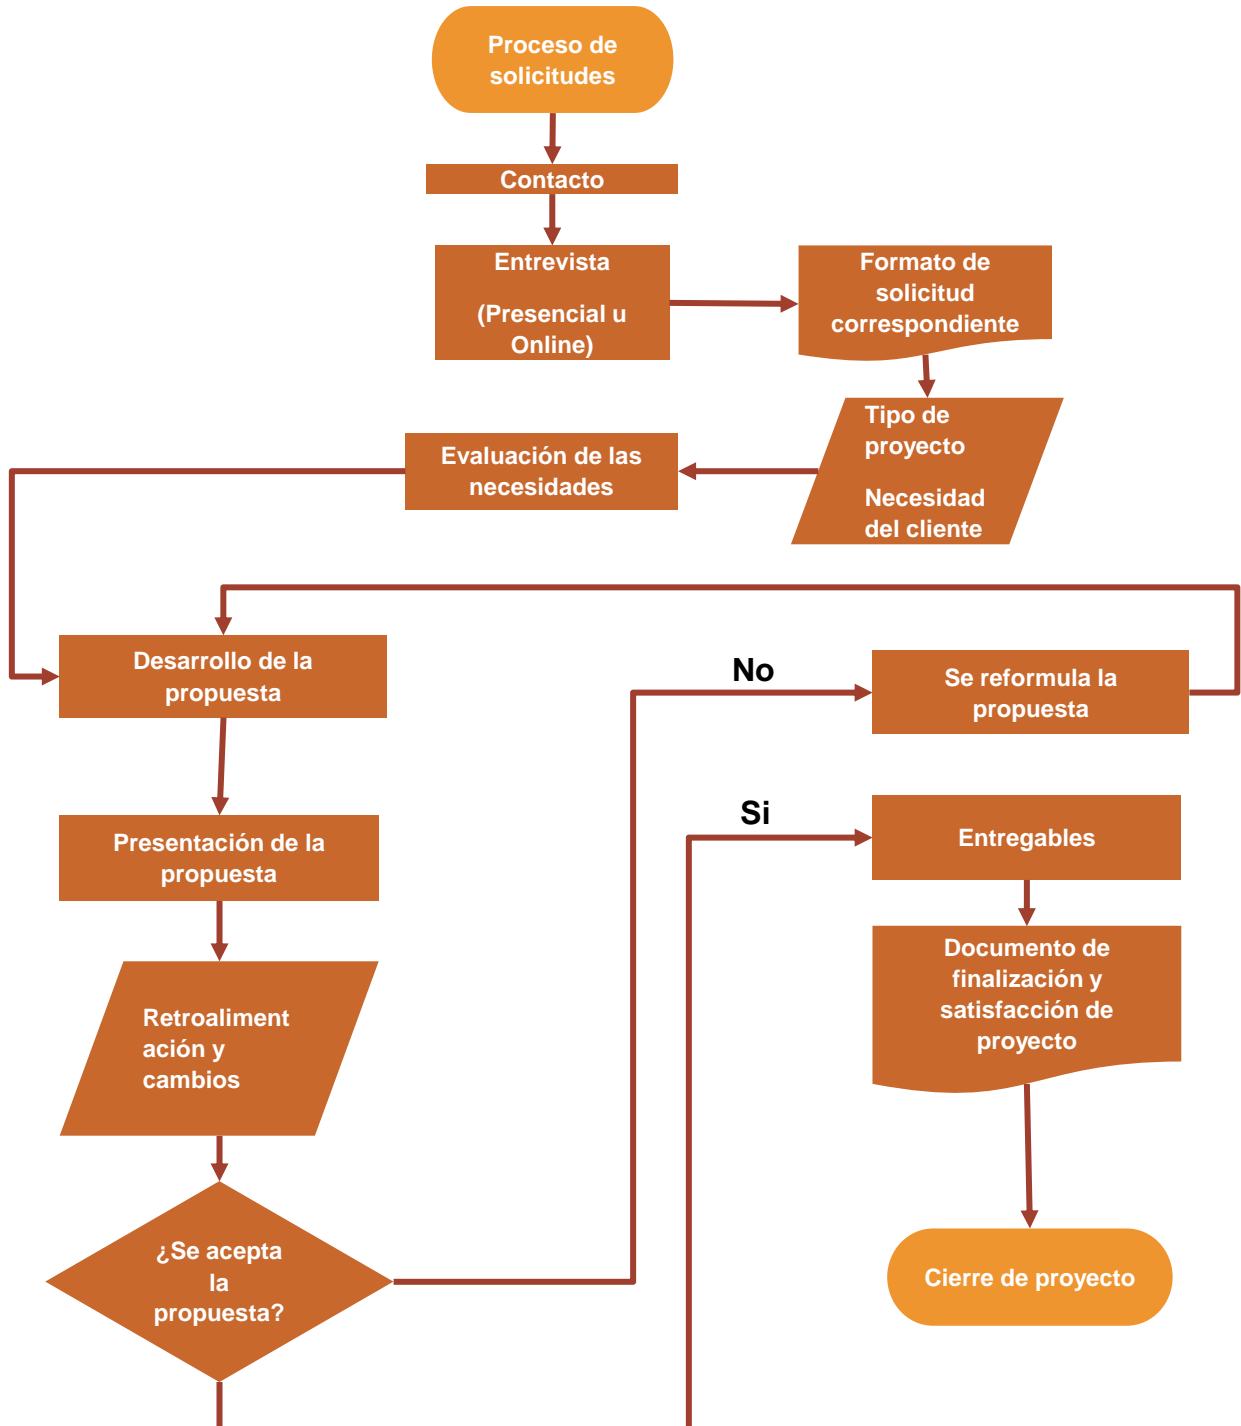 Proceso de
solicitudes
Contacto
Entrevista
(Presencial u
Online)
Formato de
solicitud
correspondiente
Tipo de
proyecto
Necesidad
del cliente
Evaluación de las
necesidades
Desarrollo de la
propuesta
Presentación de la
propuesta
Retroaliment
ación y
cambios
¿Se acepta
la
propuesta?
No
Se reformula la
propuesta
Si
Entregables
Documento de
finalización y
satisfacción de
proyecto
Cierre de proyecto